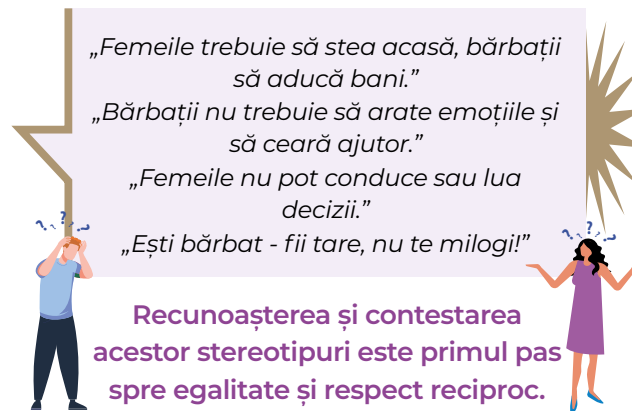 „Femeile trebuie să stea acasă, bărbații
să aducă bani.”
„Bărbații nu trebuie să arate emoțiile și
să ceară ajutor.”
„Femeile nu pot conduce sau lua
decizii.”
„Ești bărbat - fii tare, nu te milogi!”
? ? ? ?
? ? ? ?
Recunoașterea și contestarea
acestor stereotipuri este primul pas
spre egalitate și respect reciproc.